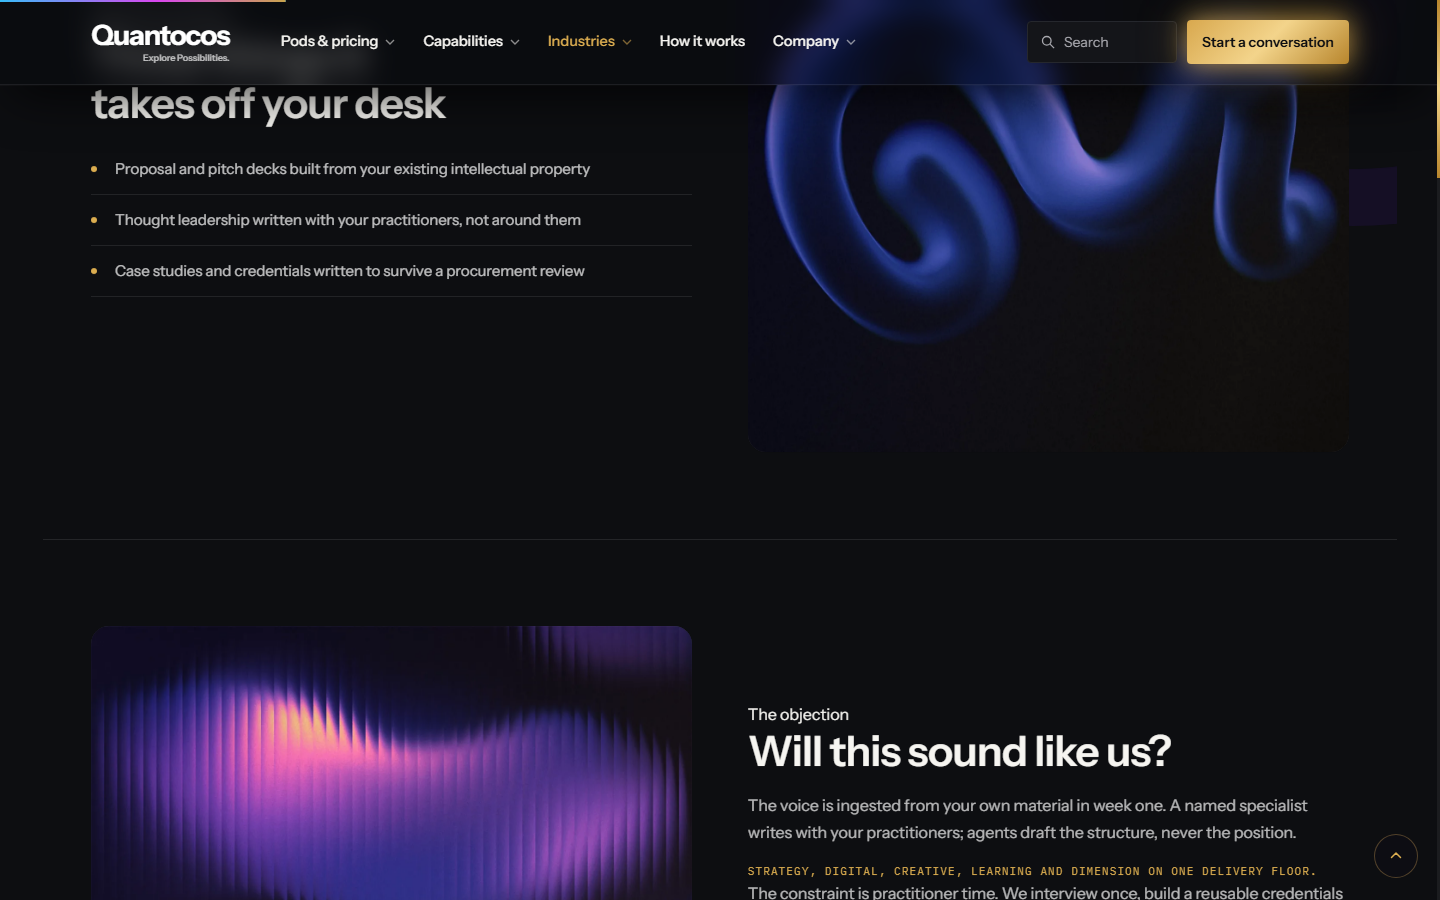 Quantocos
Explore Possibilities.
Pods & pricing
Capabilities
Industries
How it works
Company
Search
Start a conversation
takes off your desk
Proposal and pitch decks built from your existing intellectual property
Thought leadership written with your practitioners, not around them
Case studies and credentials written to survive a procurement review
The objection
Will this sound like us?
The voice is ingested from your own material in week one. A named specialist
writes with your practitioners; agents draft the structure, never the position.
STRATEGY, DIGITAL, CREATIVE, LEARNING AND DIMENSION ON ONE DELIVERY FLOOR.
The constraint is practitioner time. We interview once, build a reusable credentials